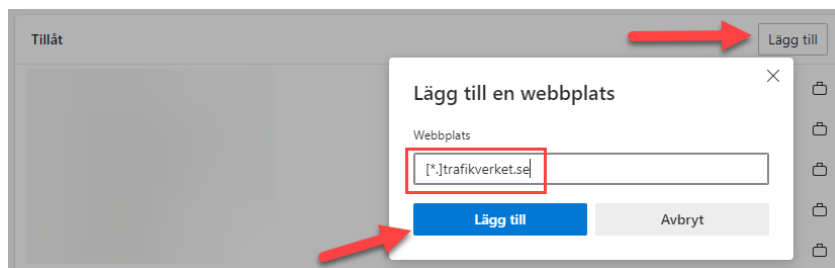 Tillåt
Lägg till
Lägg till en webbplats
Webbplats
[*.]trafikverket.se
Lägg till
Avbryt